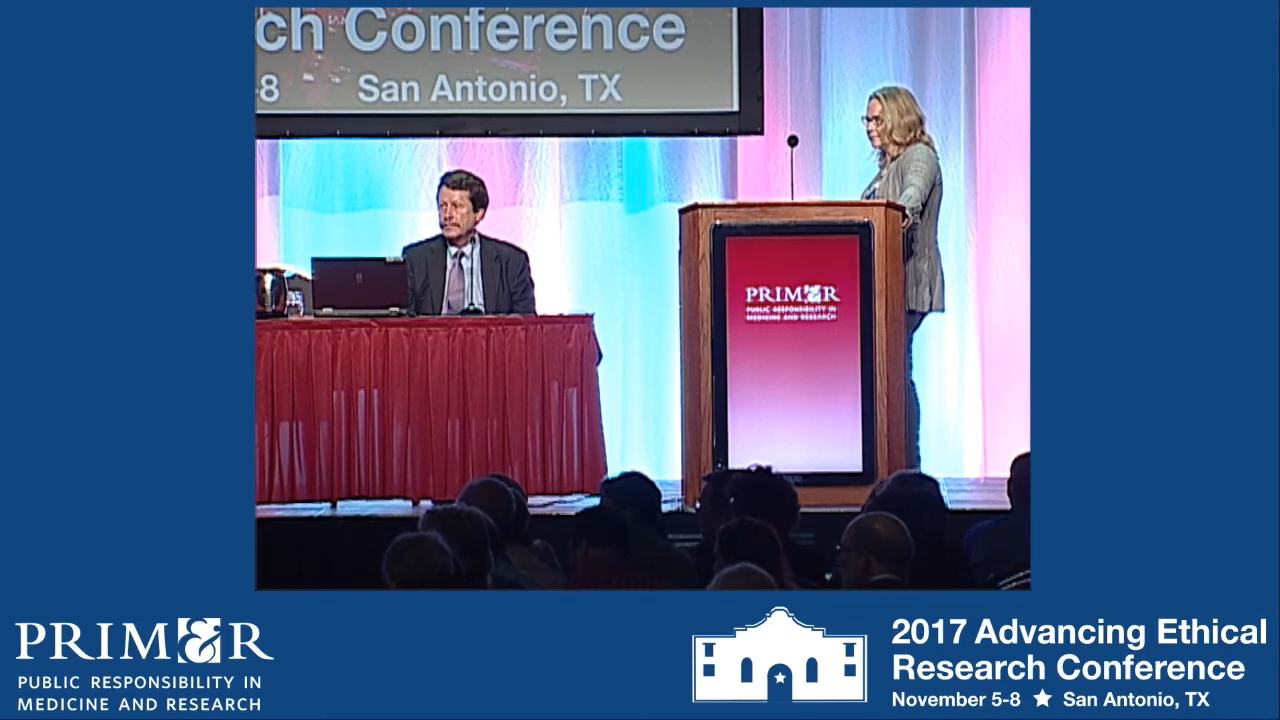 ch Conference
-8 San Antonio, TX
PRIM&R
PUBLIC RESPONSIBILITY IN
MEDICINE AND RESEARCH
PRIM&R
PUBLIC RESPONSIBILITY IN
MEDICINE AND RESEARCH
2017 Advancing Ethical
Research Conference
November 5-8 ★ San Antonio, TX